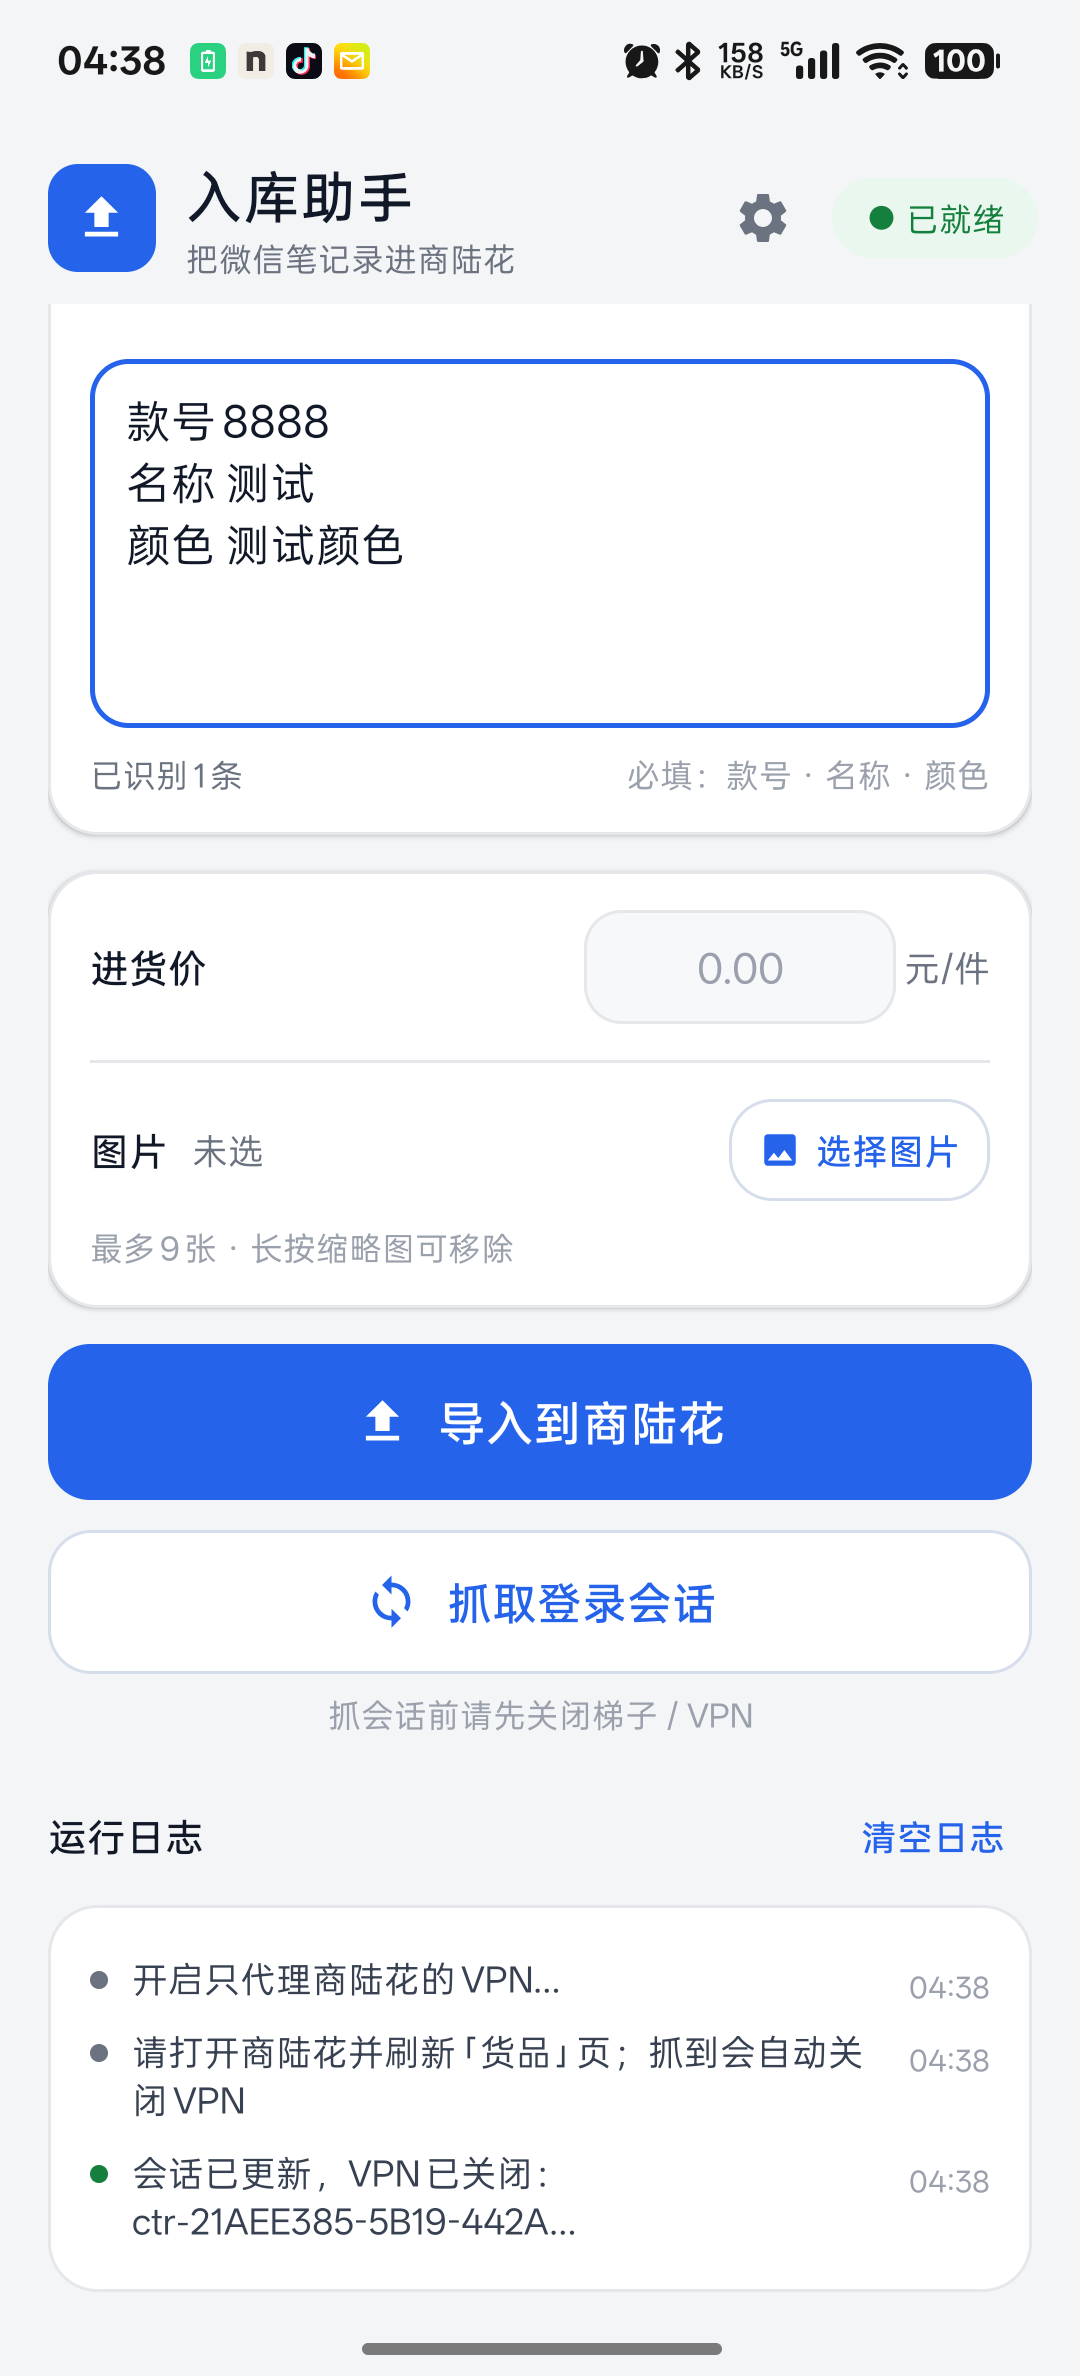 04:38
n
158
KB/S
5G
100
入库助手
把微信笔记录进商陆花
已就绪
款号 8888
名称 测试
颜色 测试颜色
已识别 1 条
必填：款号 · 名称 · 颜色
进货价
0.00
元/件
图片
未选
选择图片
最多 9 张 · 长按缩略图可移除
导入到商陆花
抓取登录会话
抓会话前请先关闭梯子 / VPN
运行日志
清空日志
开启只代理商陆花的 VPN...
04:38
请打开商陆花并刷新「货品」页；抓到会自动关
闭 VPN
04:38
会话已更新，VPN 已关闭：
ctr-21AEE385-5B19-442A...
04:38